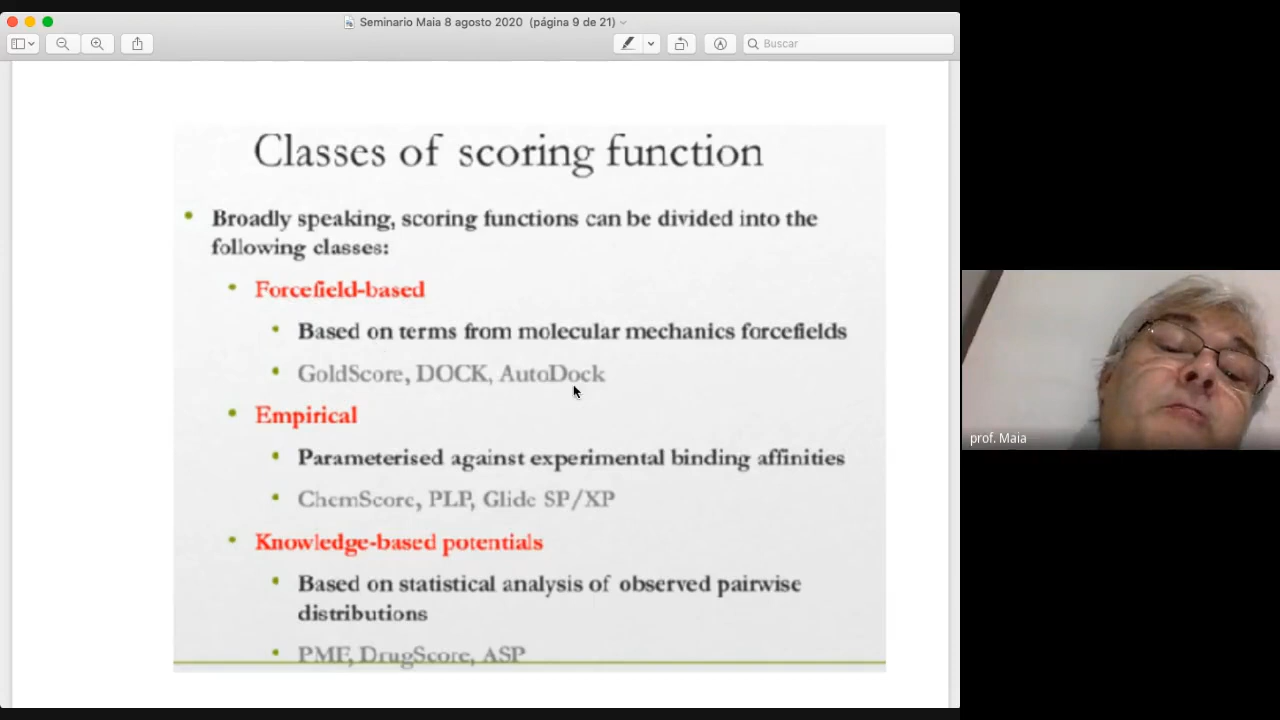 Seminario Maia 8 agosto 2020 (página 9 de 21)
Buscar
Classes of scoring function
Broadly speaking, scoring functions can be divided into the
following classes:
Forcefield-based
Based on terms from molecular mechanics forcefields
GoldScore, DOCK, AutoDock
Empirical
Parameterised against experimental binding affinities
ChemScore, PLP, Glide SP/XP
Knowledge-based potentials
Based on statistical analysis of observed pairwise
distributions
PMF, DrugScore, ASP
prof. Maia